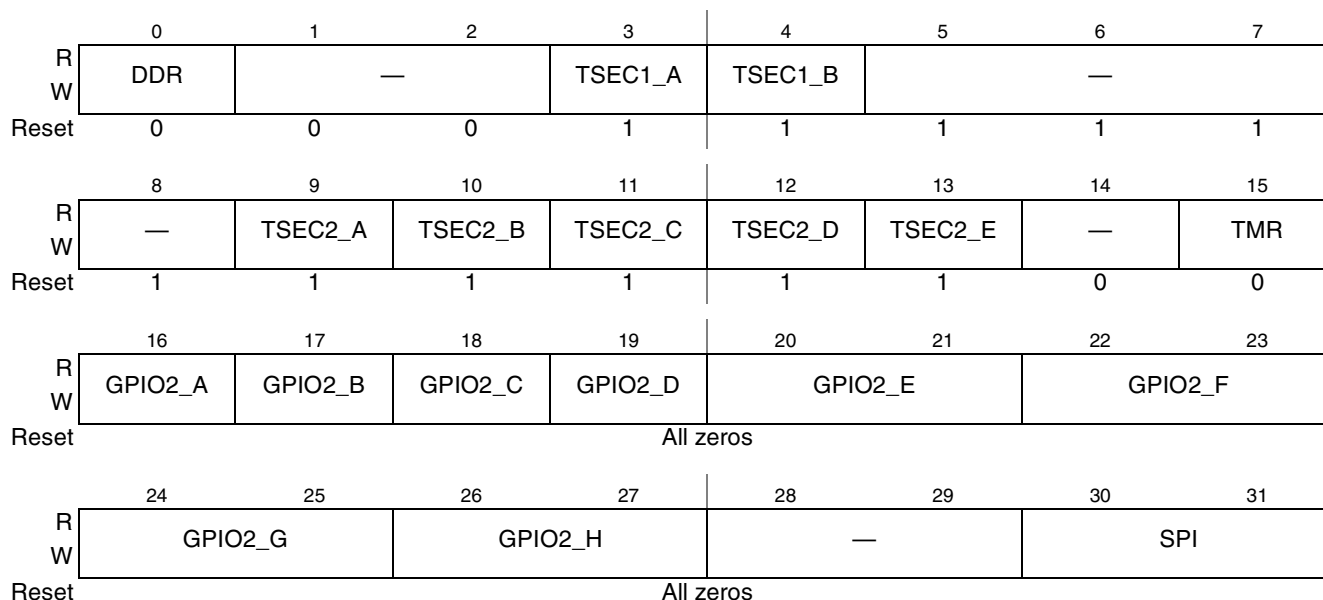 0 1 2 3 4 5 6 7
R
W
DDR — TSEC1_A TSEC1_B —
Reset 0 0 0 1 1 1 1 1
8 9 10 11 12 13 14 15
R
W
— TSEC2_A TSEC2_B TSEC2_C TSEC2_D TSEC2_E — TMR
Reset 1 1 1 1 1 1 0 0
16 17 18 19 20 21 22 23
R
W
GPIO2_A GPIO2_B GPIO2_C GPIO2_D GPIO2_E GPIO2_F
Reset All zeros
24 25 26 27 28 29 30 31
R
W
GPIO2_G GPIO2_H — SPI
Reset All zeros